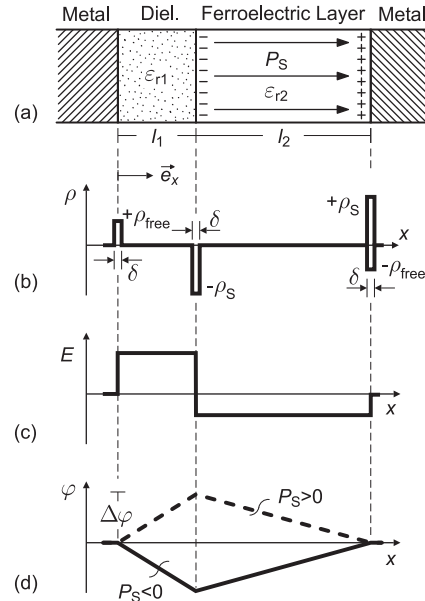 Metal Diel. Ferroelectric Layer Metal
(a) εr1 PS εr2
l1 l2
ex
(b) ρ +ρfree δ +ρS x
δ -ρS δ -ρfree
(c) E x
(d) φ Δφ PS>0 x
PS<0